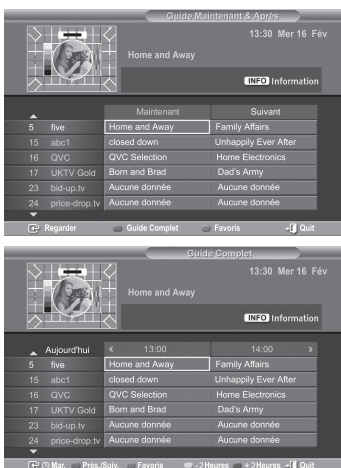 Guide Maintenant & Après
13:30 Mer 16 Fév
Home and Away
INFO Information
Maintenant Suivant
5 five Home and Away Family Affairs
15 abc1 closed down Unhappily Ever After
16 QVC QVC Selection Home Electronics
17 UKTV Gold Born and Brad Dad's Army
23 bid-up.tv Aucune donnée Aucune donnée
24 price-drop.tv Aucune donnée Aucune donnée
Regarder Guide Complet Favoris Quit
Guide Complet
13:30 Mer 16 Fév
Home and Away
INFO Information
Aujourd'hui « 13:00 14:00 »
5 five Home and Away Family Affairs
15 abc1 closed down Unhappily Ever After
16 QVC QVC Selection Home Electronics
17 UKTV Gold Born and Brad Dad's Army
23 bid-up.tv Aucune donnée Aucune donnée
24 price-drop.tv Aucune donnée Aucune donnée
Mar. Prés./Suiv. Favoris -2Heures +2Heures Quit